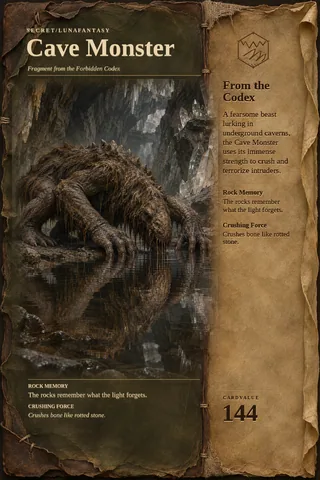 SECRET/LUNAFANTASY
Cave Monster
Fragment from the Forbidden Codex
From the
Codex
A fearsome beast
lurking in
underground caverns,
the Cave Monster
uses its immense
strength to crush and
terrorize intruders.
Rock Memory
The rocks remember
what the light forgets.
Crushing Force
Crushes bone like rotted
stone.
ROCK MEMORY
The rocks remember what the light forgets.
CRUSHING FORCE
Crushes bone like rotted stone.
CARDVALUE
144